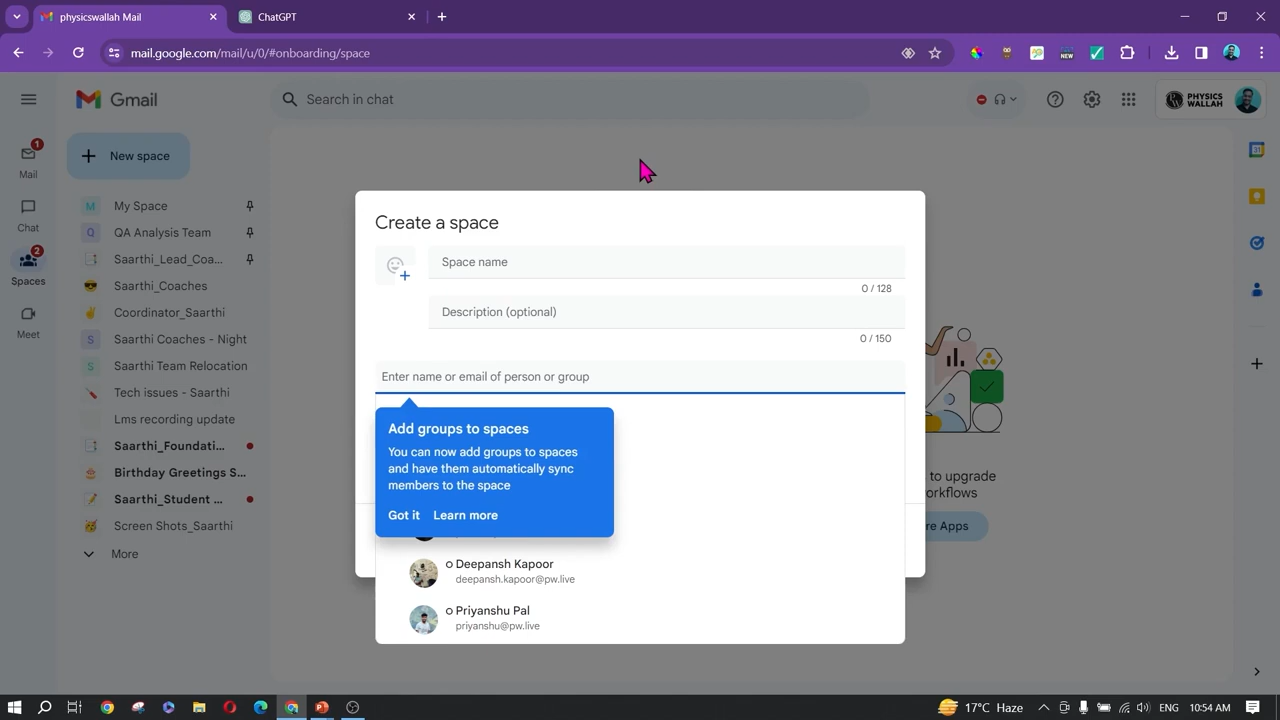 physicswallah Mail
ChatGPT
mail.google.com/mail/u/0/#onboarding/space
NEW
Gmail
Search in chat
PHYSICS
WALLAH
1
Mail
Chat
2
Spaces
Meet
New space
M My Space
Q QA Analysis Team
Saarthi_Lead_Coa...
Saarthi_Coaches
Coordinator_Saarthi
S Saarthi Coaches - Night
S Saarthi Team Relocation
Tech issues - Saarthi
Lms recording update
Saarthi_Foundati...
Birthday Greetings S...
Saarthi_Student ...
Screen Shots_Saarthi
More
Create a space
Space name
0 / 128
Description (optional)
0 / 150
Enter name or email of person or group
Add groups to spaces
You can now add groups to spaces
and have them automatically sync
members to the space
Got it Learn more
Deepansh Kapoor
deepansh.kapoor@pw.live
Priyanshu Pal
priyanshu@pw.live
to upgrade
orkflows
re Apps
31
17°C Haze
ENG
10:54 AM